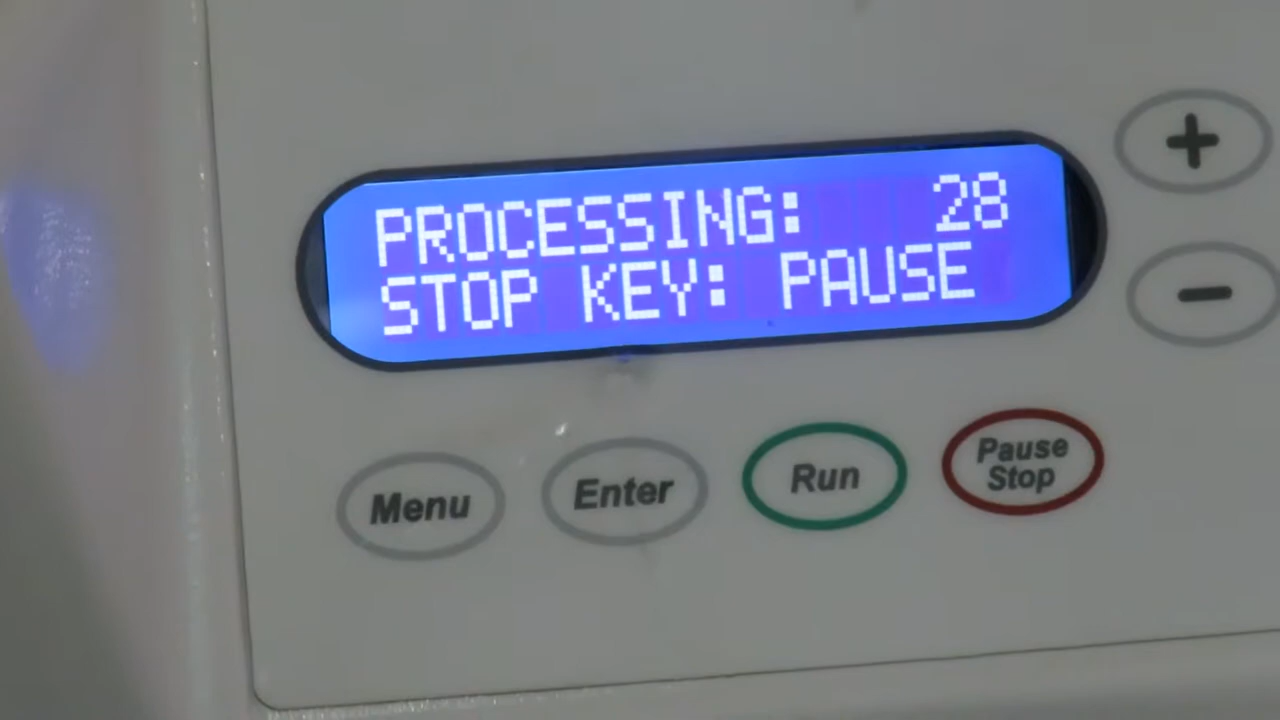 PROCESSING: 28
STOP KEY: PAUSE
+
-
Menu
Enter
Run
Pause
Stop